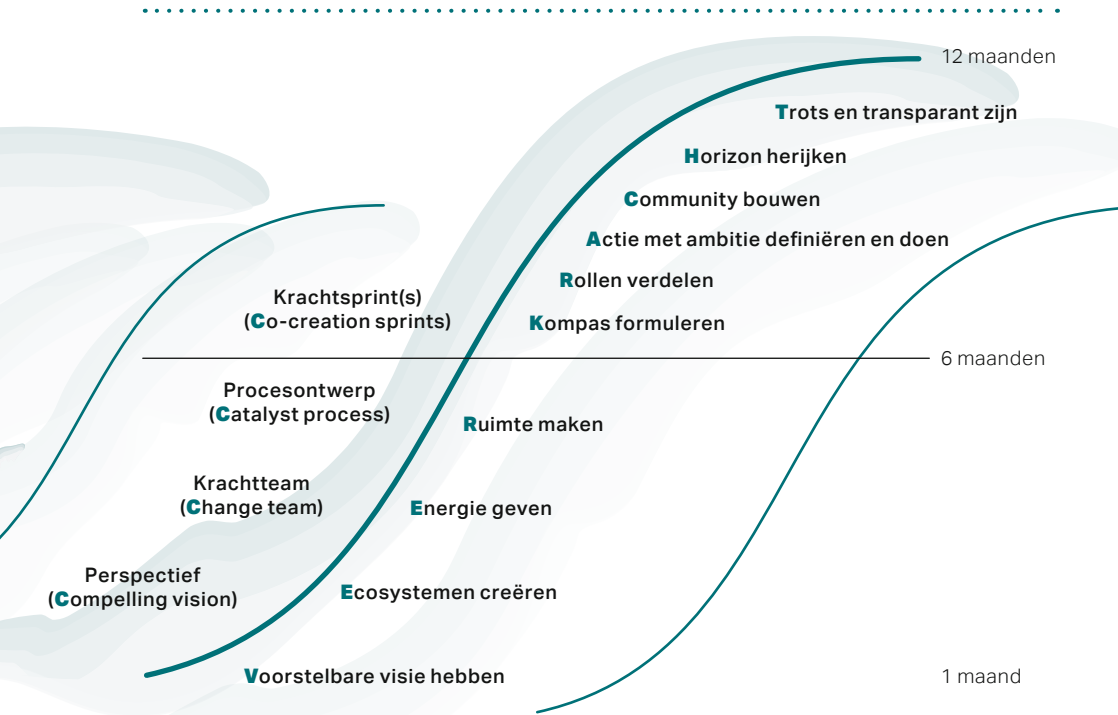 12 maanden
Trots en transparant zijn
Horizon herijken
Community bouwen
Actie met ambitie definiëren en doen
Rollen verdelen
Krachtsprint(s)
(Co-creation sprints)
Kompas formuleren
6 maanden
Procesontwerp
(Catalyst process)
Ruimte maken
Krachtteam
(Change team)
Energie geven
Perspectief
(Compelling vision)
Ecosystemen creëren
Voorstelbare visie hebben
1 maand